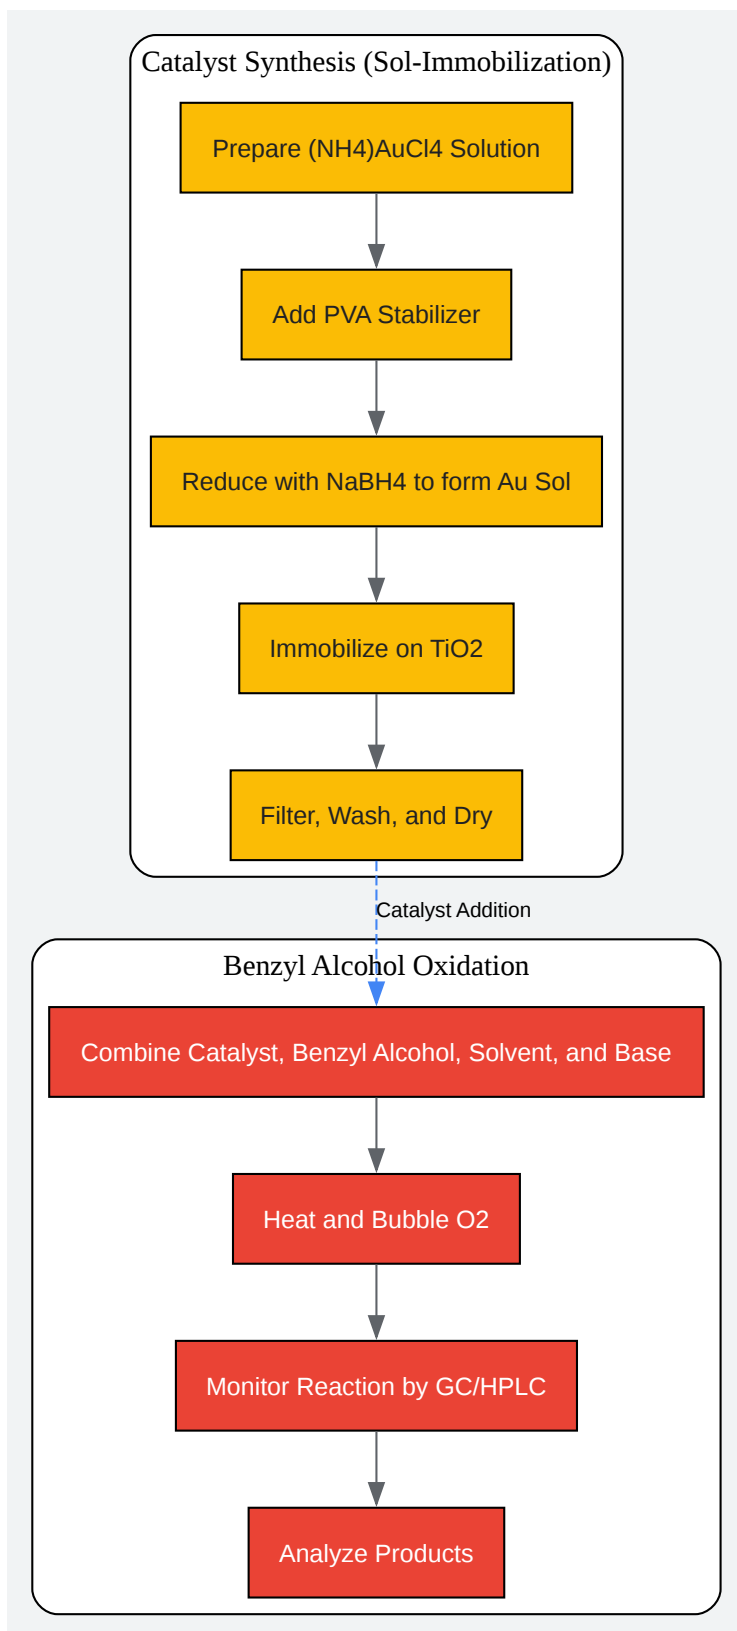 Catalyst Synthesis (Sol-Immobilization)
Prepare (NH4)AuCl4 Solution
Add PVA Stabilizer
Reduce with NaBH4 to form Au Sol
Immobilize on TiO2
Filter, Wash, and Dry
Catalyst Addition
Benzyl Alcohol Oxidation
Combine Catalyst, Benzyl Alcohol, Solvent, and Base
Heat and Bubble O2
Monitor Reaction by GC/HPLC
Analyze Products